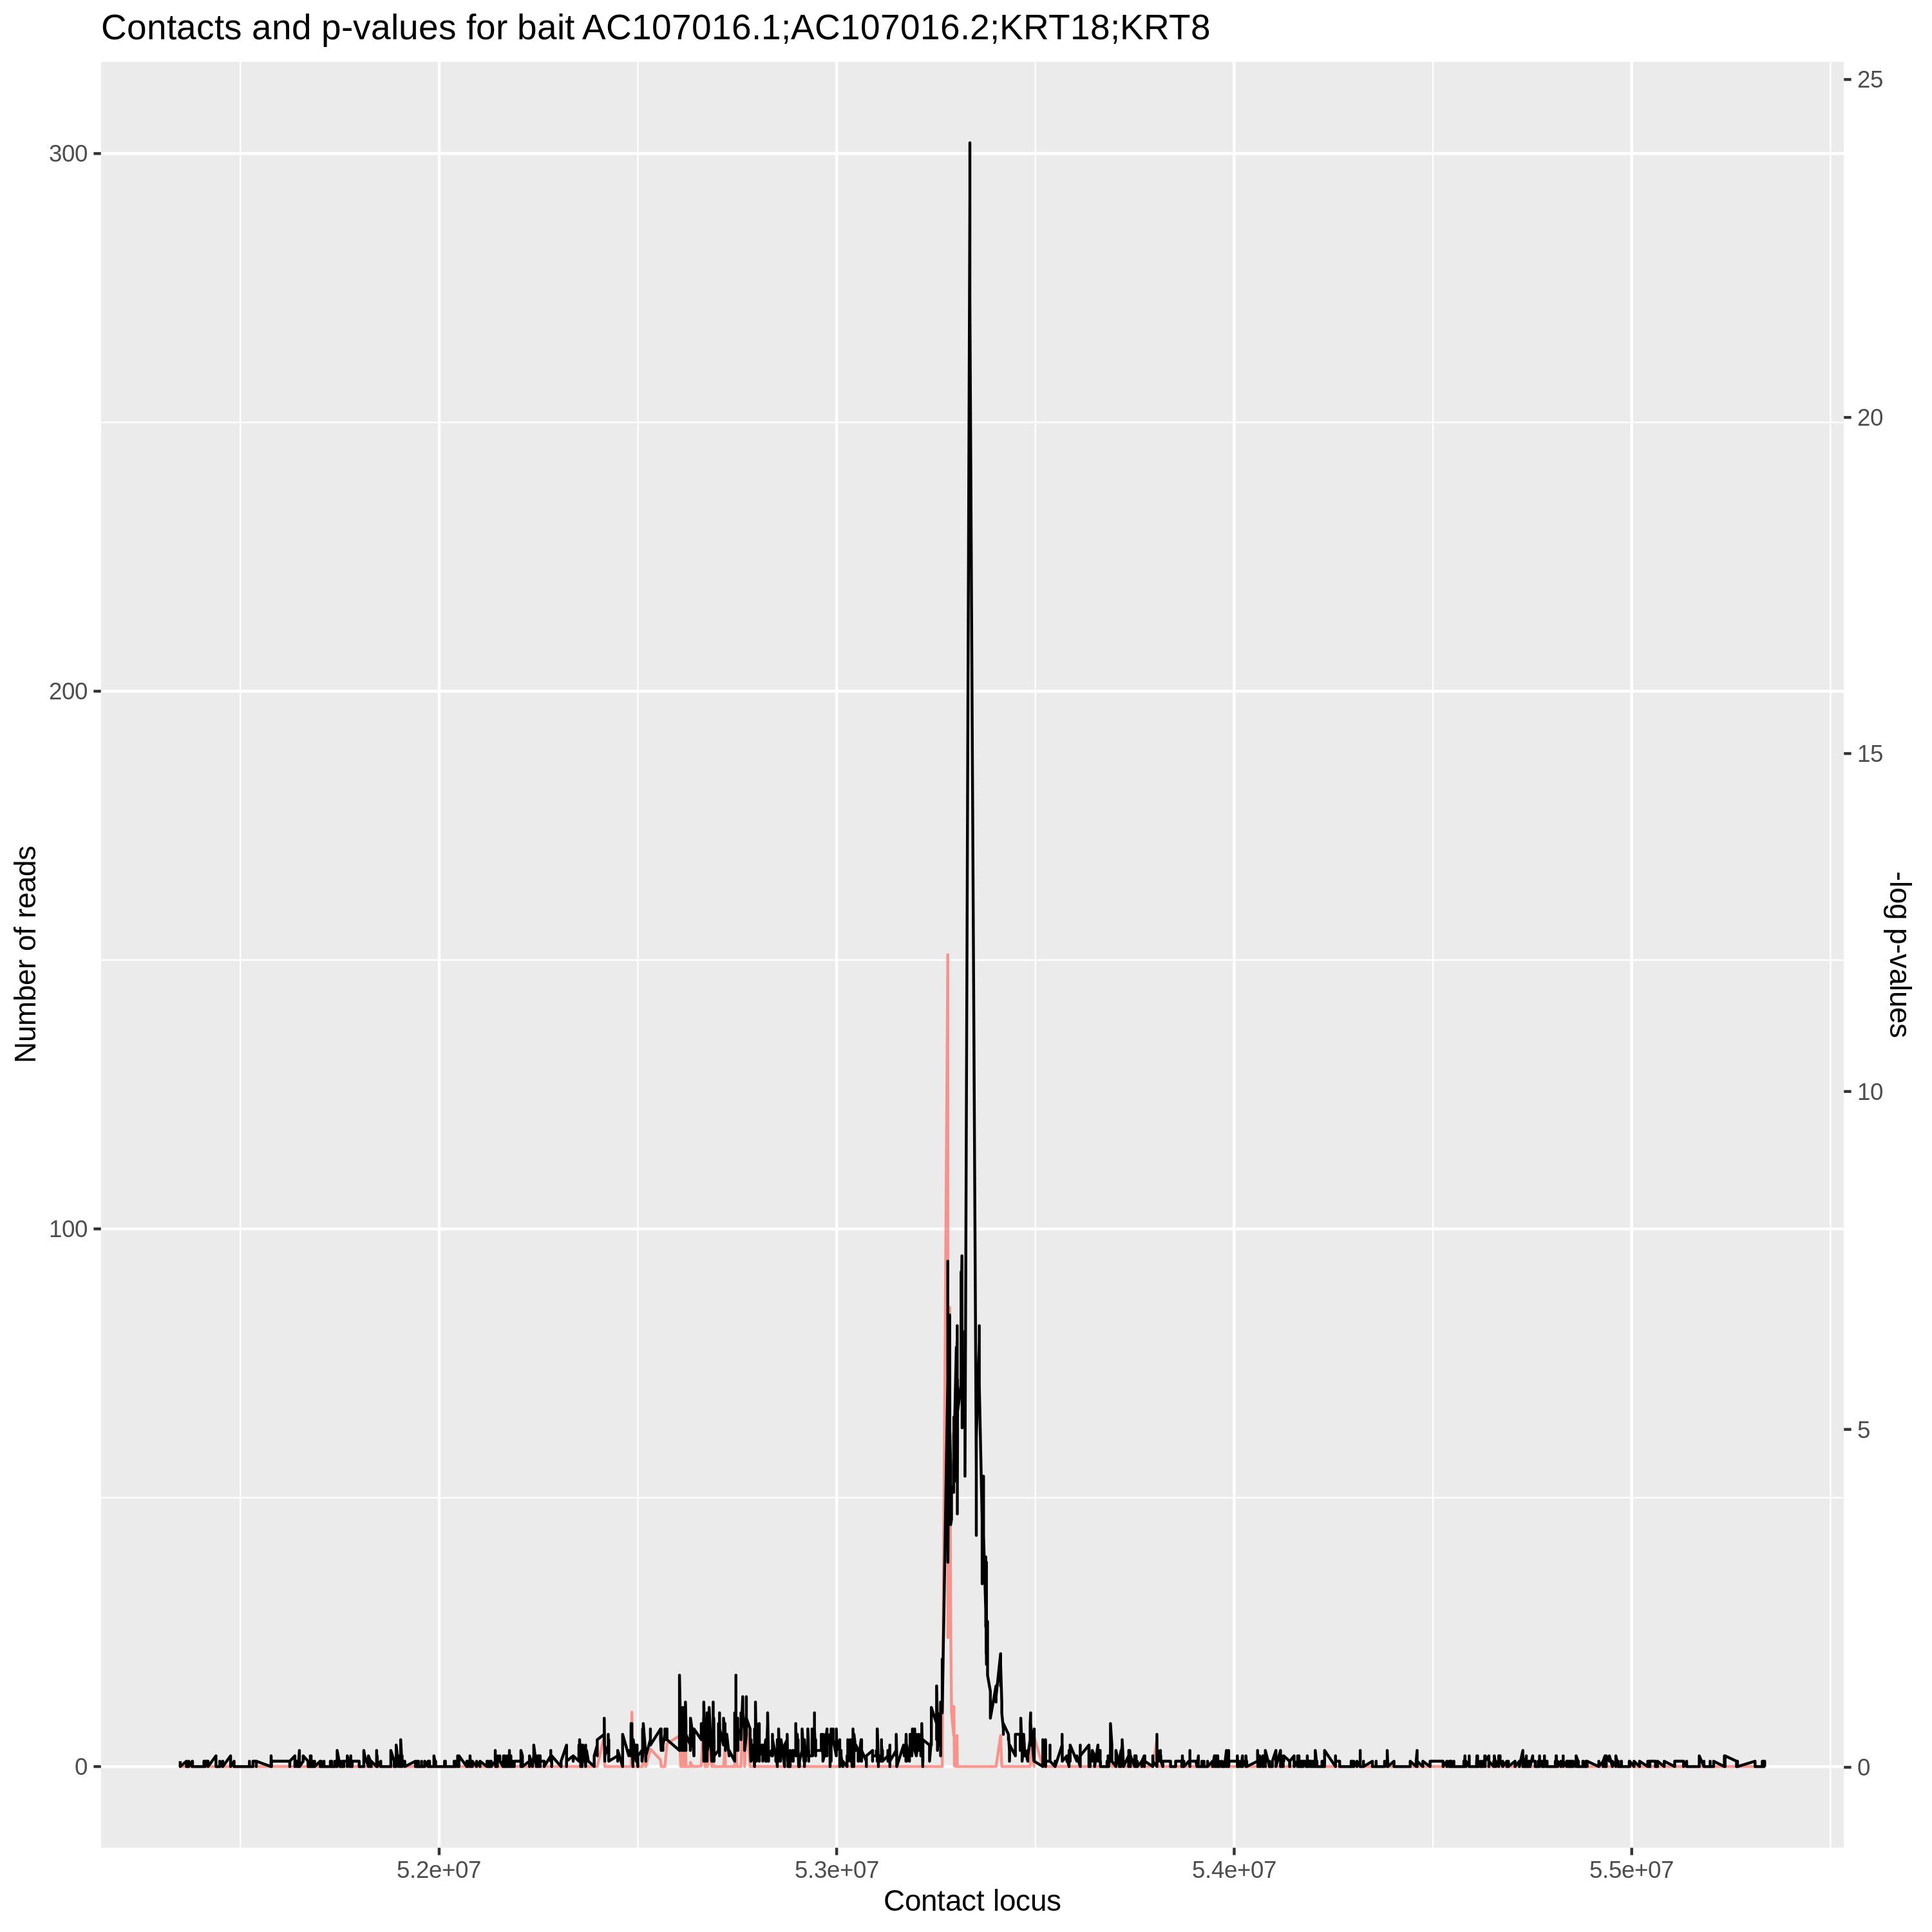 Contacts and p-values for bait AC107016.1;AC107016.2;KRT18;KRT8
300
200
100
0
Number of reads
25
20
15
10
5
0
-log p-values
5.2e+07
5.3e+07
5.4e+07
5.5e+07
Contact locus